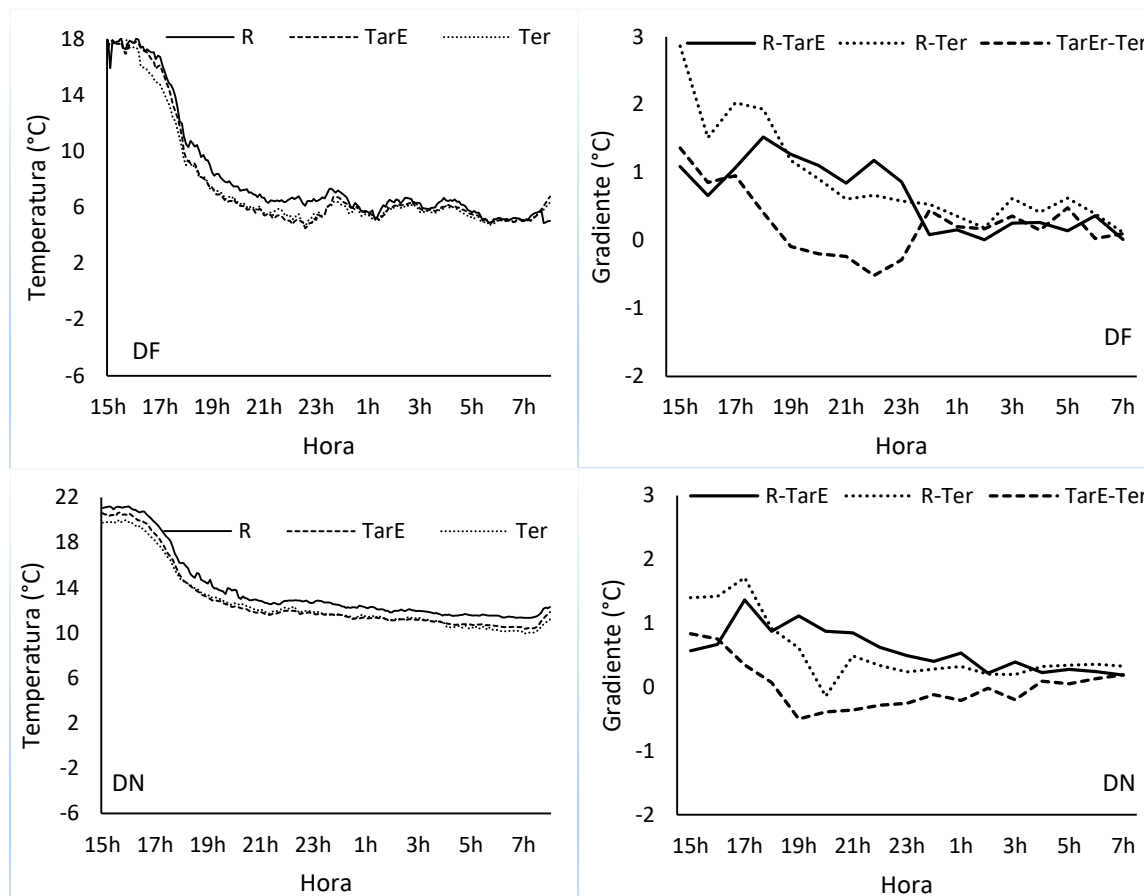 R TarE Ter
18
14
10
6
2
-2
-6
Temperatura (°C)
DF
15h 17h 19h 21h 23h 1h 3h 5h 7h
Hora
R-TarE R-Ter TarEr-Ter
3
2
1
0
-1
-2
Gradiente (°C)
DF
15h 17h 19h 21h 23h 1h 3h 5h 7h
Hora
R TarE Ter
22
18
14
10
6
2
-2
-6
Temperatura (°C)
DN
15h 17h 19h 21h 23h 1h 3h 5h 7h
Hora
R-TarE R-Ter TarE-Ter
3
2
1
0
-1
-2
Gradiente (°C)
DN
15h 17h 19h 21h 23h 1h 3h 5h 7h
Hora